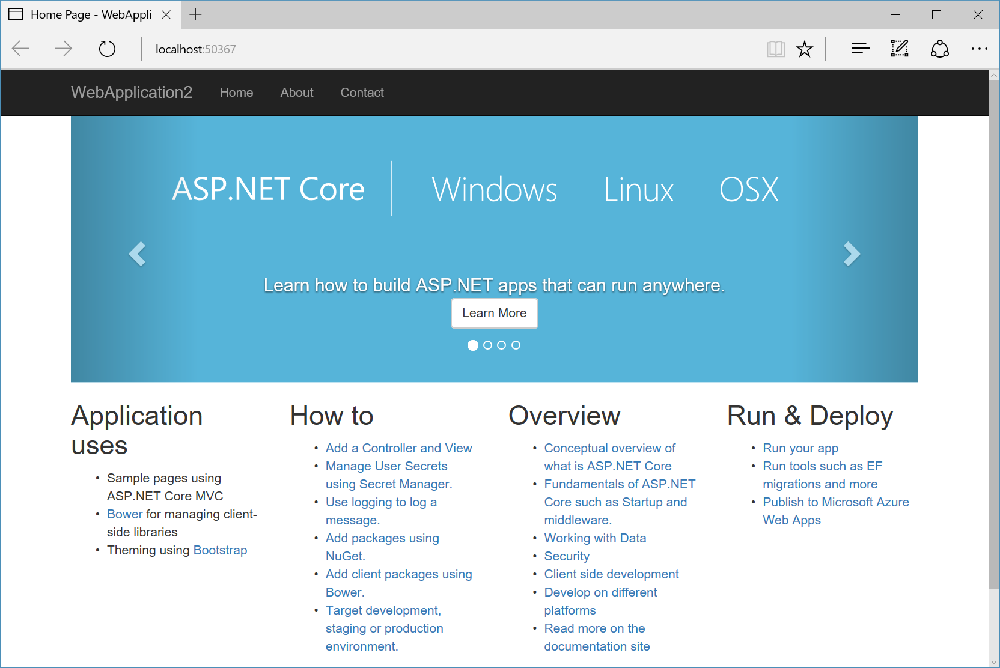 Home Page - WebAppli
localhost:50367
WebApplication2 Home About Contact
ASP.NET Core Windows Linux OSX
Learn how to build ASP.NET apps that can run anywhere.
Learn More
Application
uses
Sample pages using
ASP.NET Core MVC
Bower for managing client-
side libraries
Theming using Bootstrap
How to
Add a Controller and View
Manage User Secrets
using Secret Manager.
Use logging to log a
message.
Add packages using
NuGet.
Add client packages using
Bower.
Target development,
staging or production
environment.
Overview
Conceptual overview of
what is ASP.NET Core
Fundamentals of ASP.NET
Core such as Startup and
middleware.
Working with Data
Security
Client side development
Develop on different
platforms
Read more on the
documentation site
Run & Deploy
Run your app
Run tools such as EF
migrations and more
Publish to Microsoft Azure
Web Apps